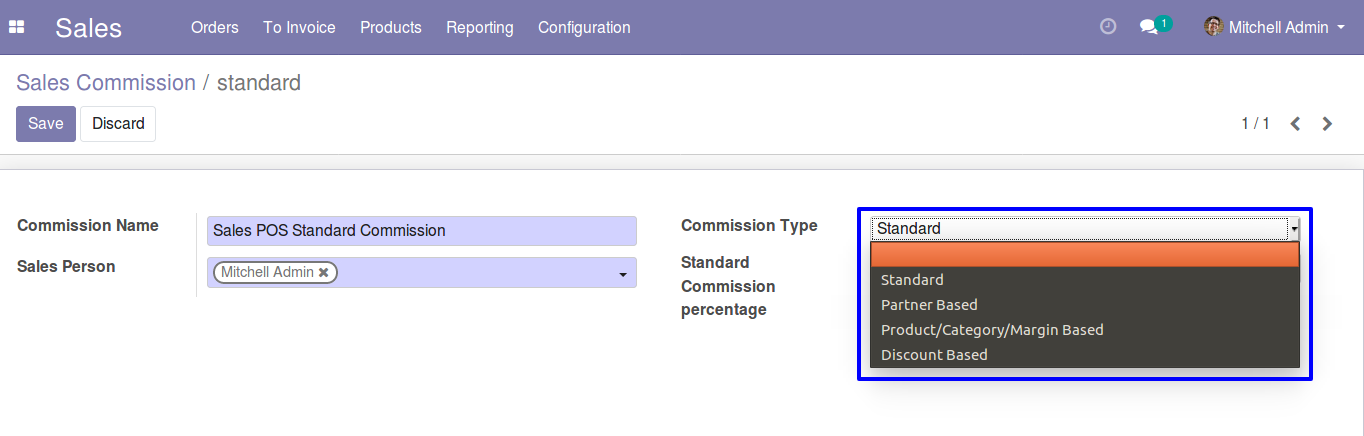 Sales Orders To Invoice Products Reporting Configuration 1 Mitchell Admin
Sales Commission / standard
Save Discard 1 / 1
Commission Name Sales POS Standard Commission
Sales Person Mitchell Admin ✖
Commission Type Standard
Standard
Commission
percentage
Standard
Partner Based
Product/Category/Margin Based
Discount Based